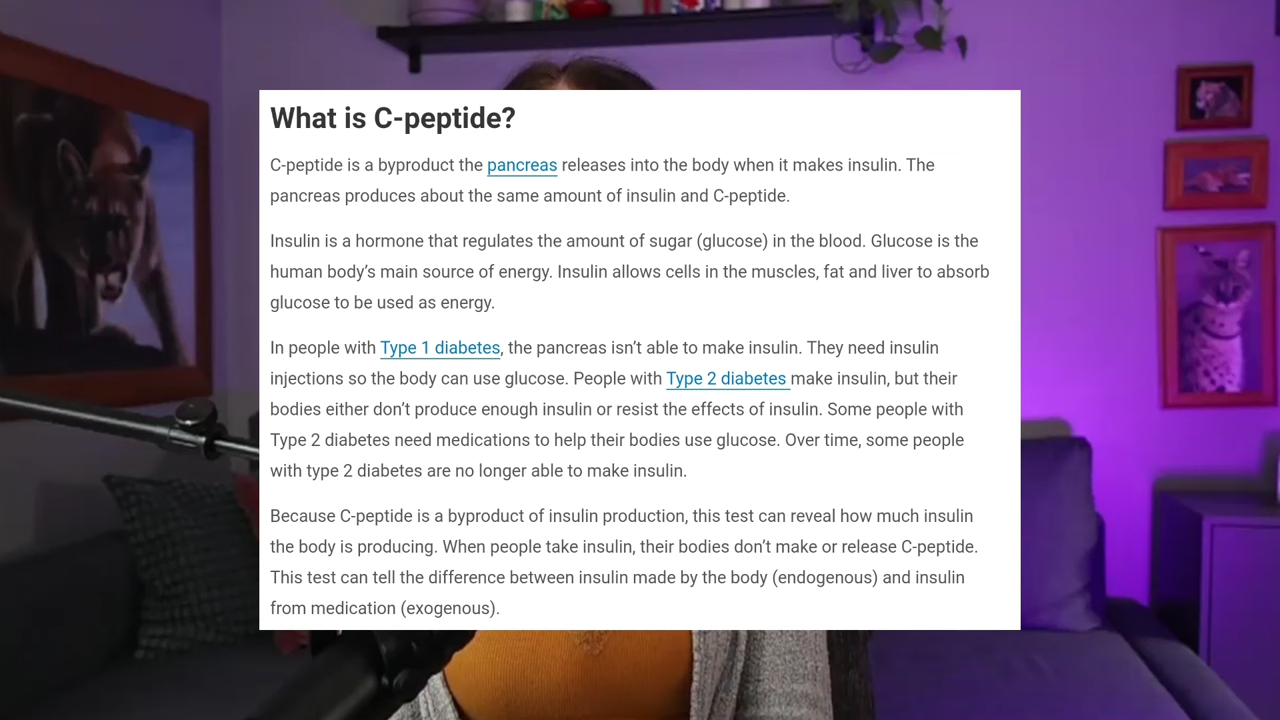 What is C-peptide?
C-peptide is a byproduct the pancreas releases into the body when it makes insulin. The
pancreas produces about the same amount of insulin and C-peptide.
Insulin is a hormone that regulates the amount of sugar (glucose) in the blood. Glucose is the
human body’s main source of energy. Insulin allows cells in the muscles, fat and liver to absorb
glucose to be used as energy.
In people with Type 1 diabetes, the pancreas isn’t able to make insulin. They need insulin
injections so the body can use glucose. People with Type 2 diabetes make insulin, but their
bodies either don’t produce enough insulin or resist the effects of insulin. Some people with
Type 2 diabetes need medications to help their bodies use glucose. Over time, some people
with type 2 diabetes are no longer able to make insulin.
Because C-peptide is a byproduct of insulin production, this test can reveal how much insulin
the body is producing. When people take insulin, their bodies don’t make or release C-peptide.
This test can tell the difference between insulin made by the body (endogenous) and insulin
from medication (exogenous).